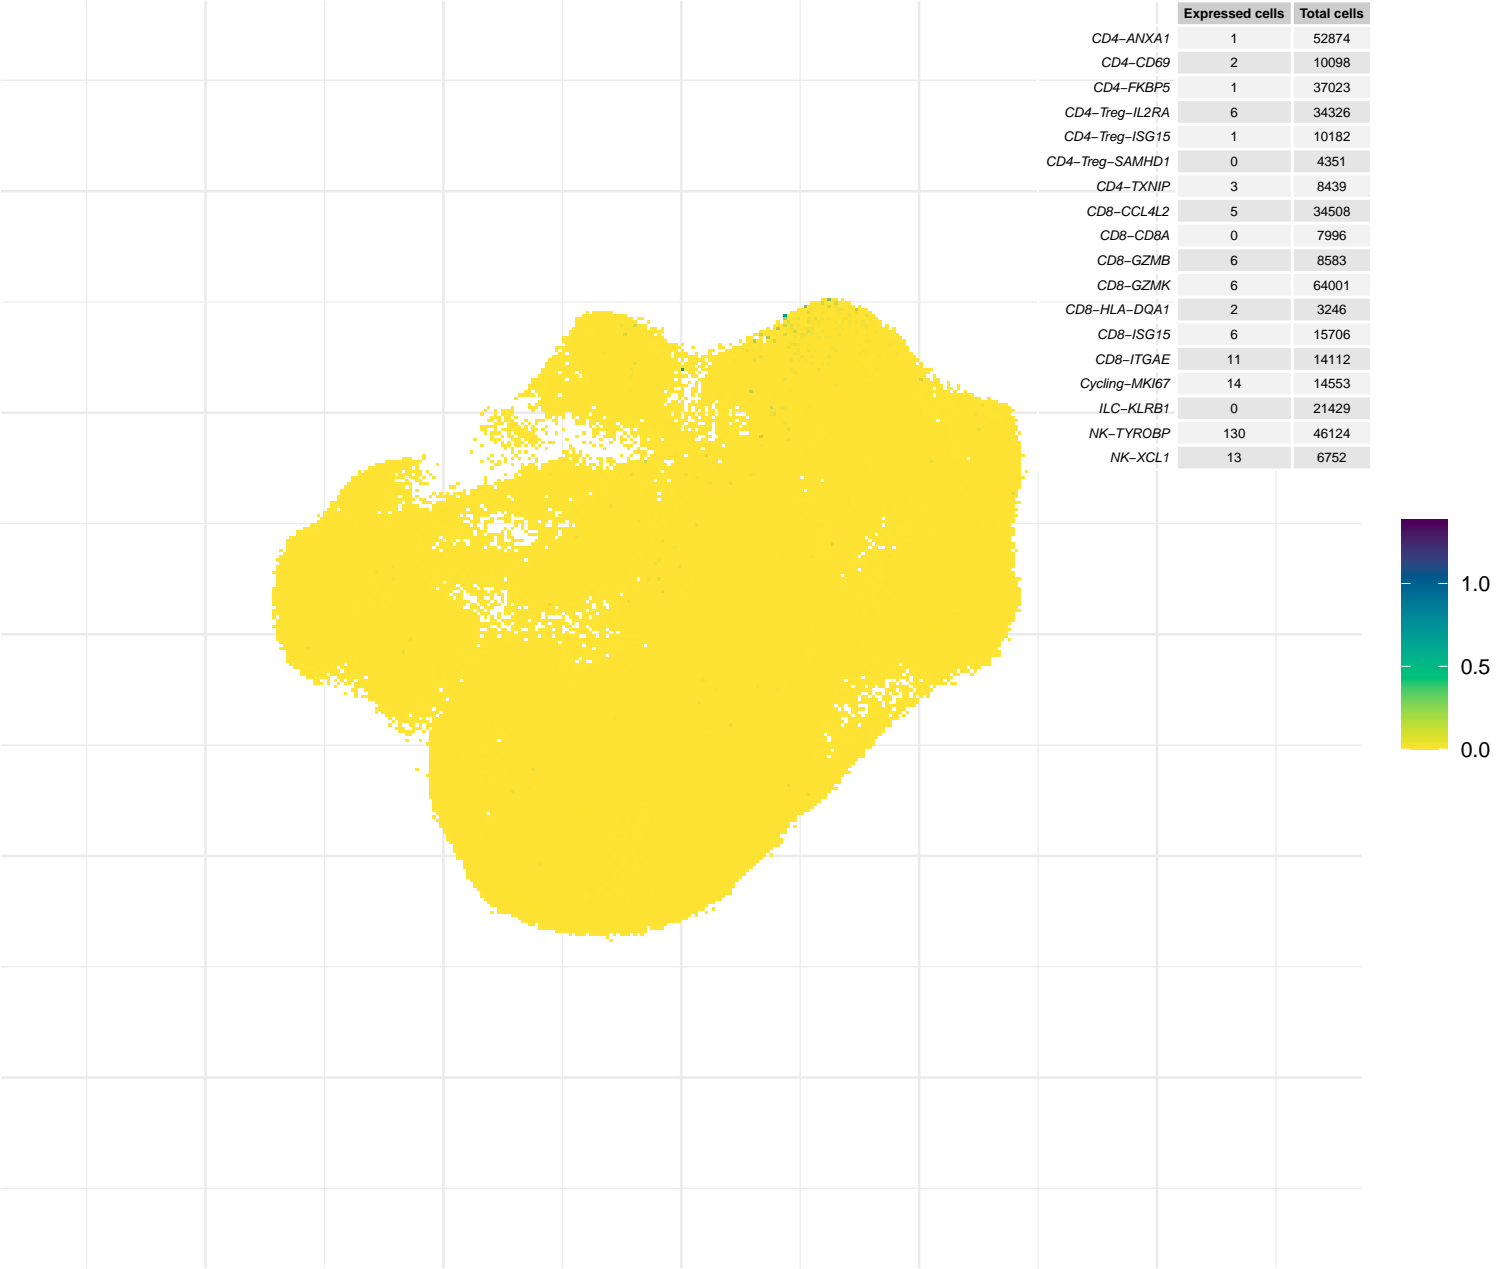 Expressed cells Total cells
CD4−ANXA1 1 52874
CD4−CD69 2 10098
CD4−FKBP5 1 37023
CD4−Treg−IL2RA 6 34326
CD4−Treg−ISG15 1 10182
CD4−Treg−SAMHD1 0 4351
CD4−TXNIP 3 8439
CD8−CCL4L2 5 34508
CD8−CD8A 0 7996
CD8−GZMB 6 8583
CD8−GZMK 6 64001
CD8−HLA−DQA1 2 3246
CD8−ISG15 6 15706
CD8−ITGAE 11 14112
Cycling−MKI67 14 14553
ILC−KLRB1 0 21429
NK−TYROBP 130 46124
NK−XCL1 13 6752
1.0
0.5
0.0